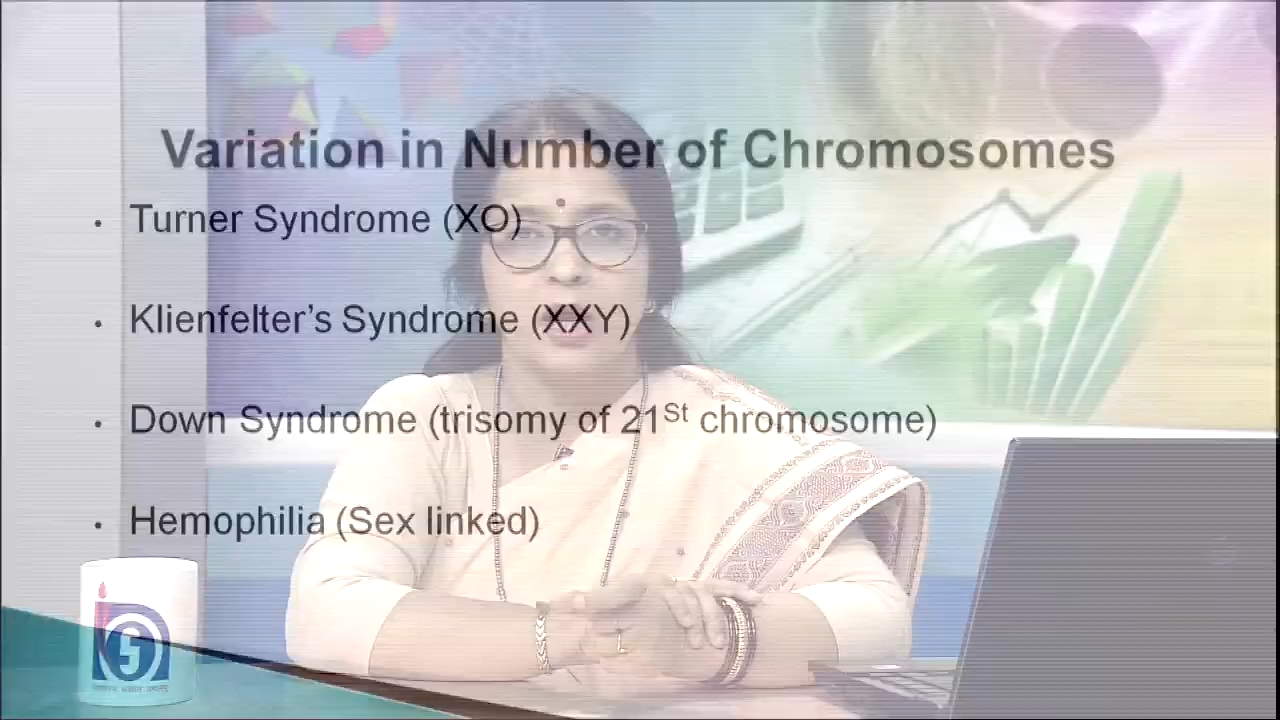 Variation in Number of Chromosomes
• Turner Syndrome (XO)
• Klienfelter’s Syndrome (XXY)
• Down Syndrome (trisomy of 21St chromosome)
• Hemophilia (Sex linked)